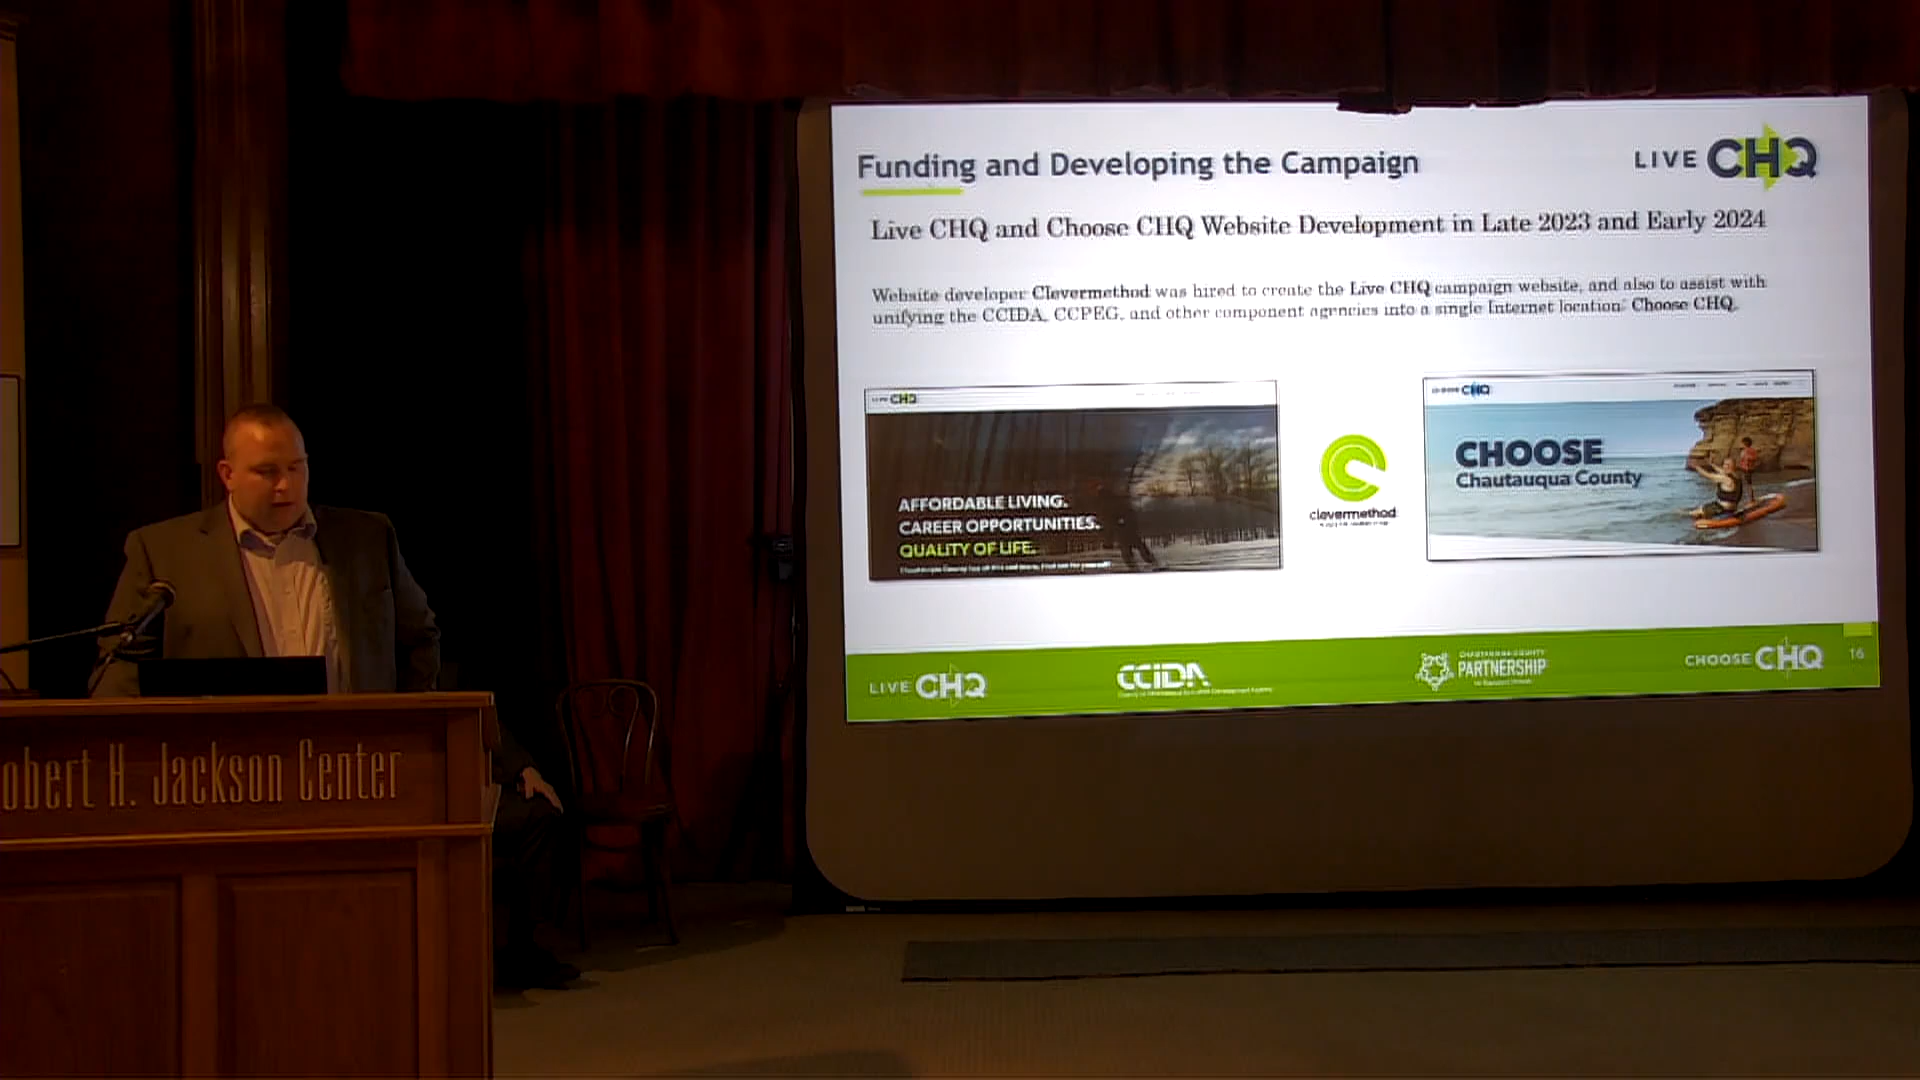 Funding and Developing the Campaign
LIVE CHQ
Live CHQ and Choose CHQ Website Development in Late 2023 and Early 2024
Website developer Clevermethod was hired to create the Live CHQ campaign website, and also to assist with
unifying the CCIDA, CCPEG, and other component agencies into a single Internet location: Choose CHQ.
CHQ
AFFORDABLE LIVING.
CAREER OPPORTUNITIES.
QUALITY OF LIFE.
clevermethod
CHQ
CHOOSE
Chautauqua County
LIVE CHQ
CCIDA
PARTNERSHIP
CHOOSE CHQ
16
obert H. Jackson Center